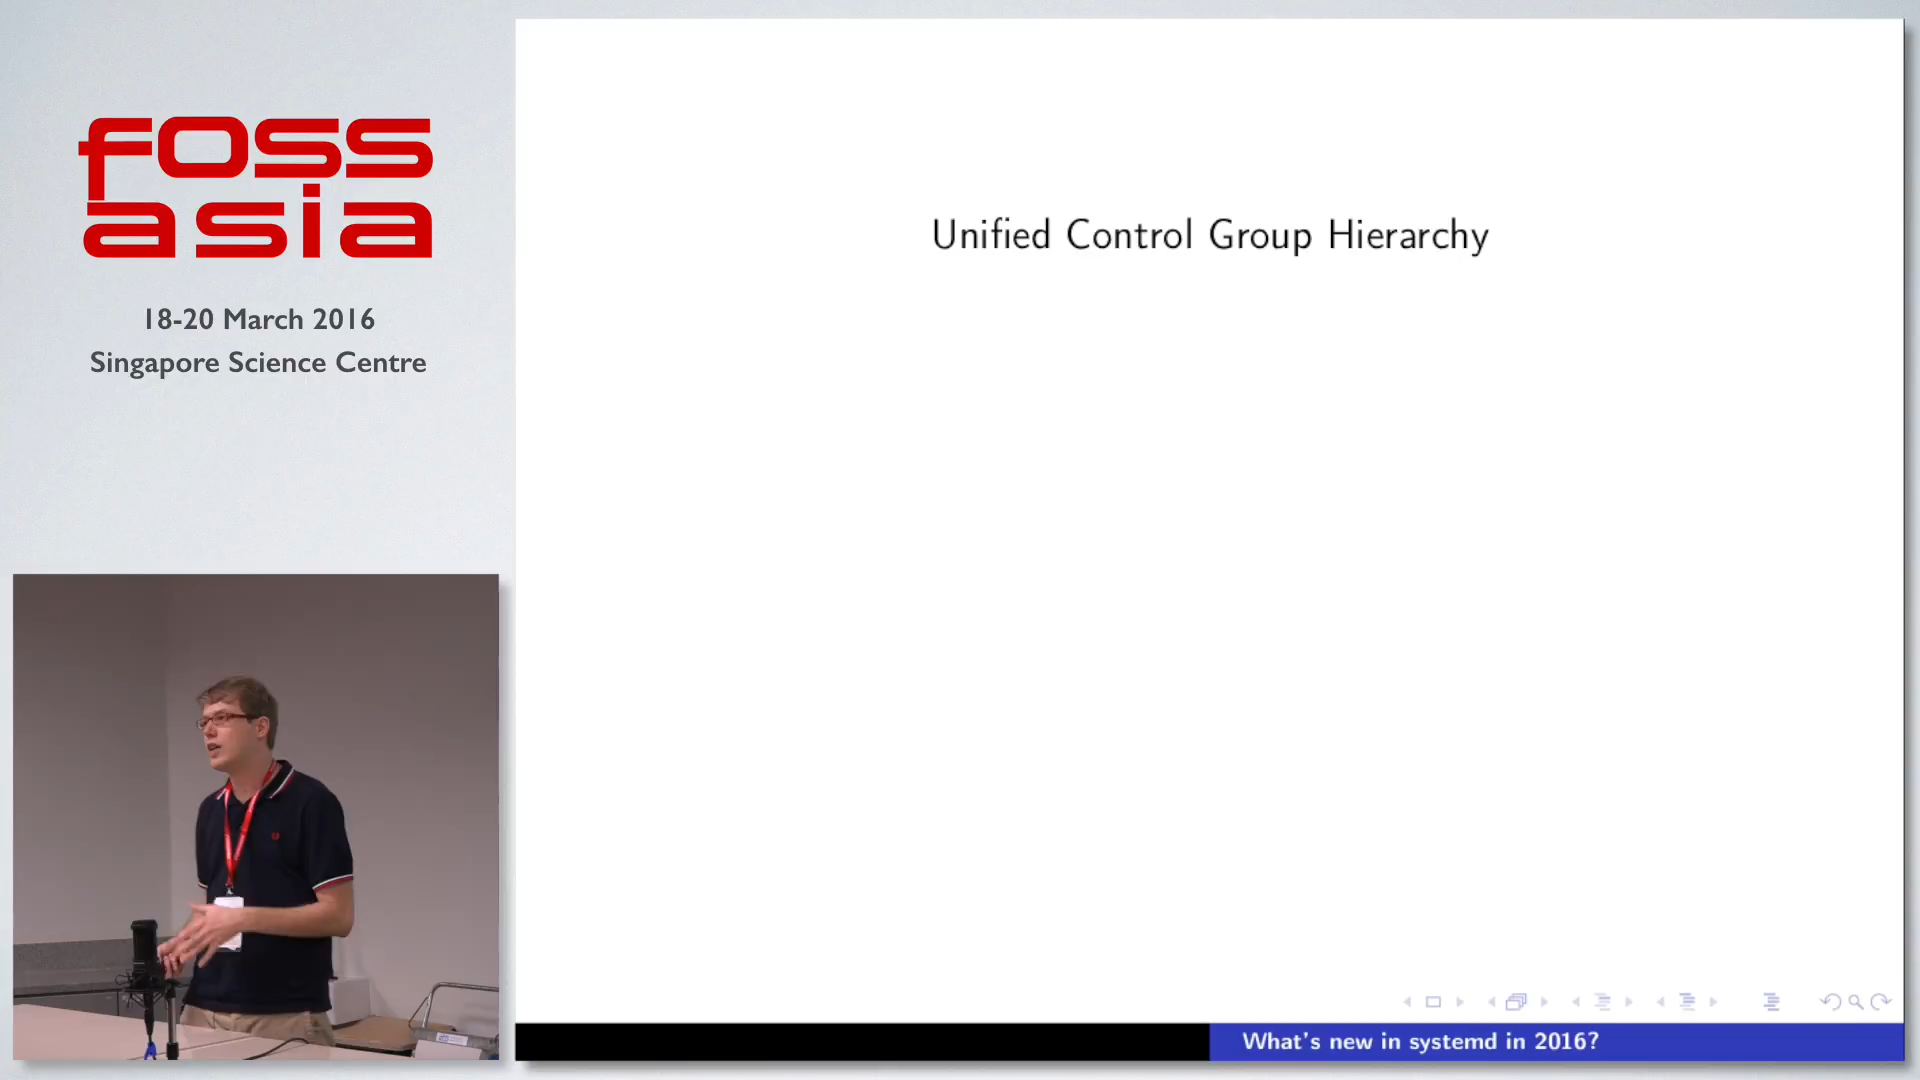 foss
asia
18-20 March 2016
Singapore Science Centre
Unified Control Group Hierarchy
What's new in systemd in 2016?